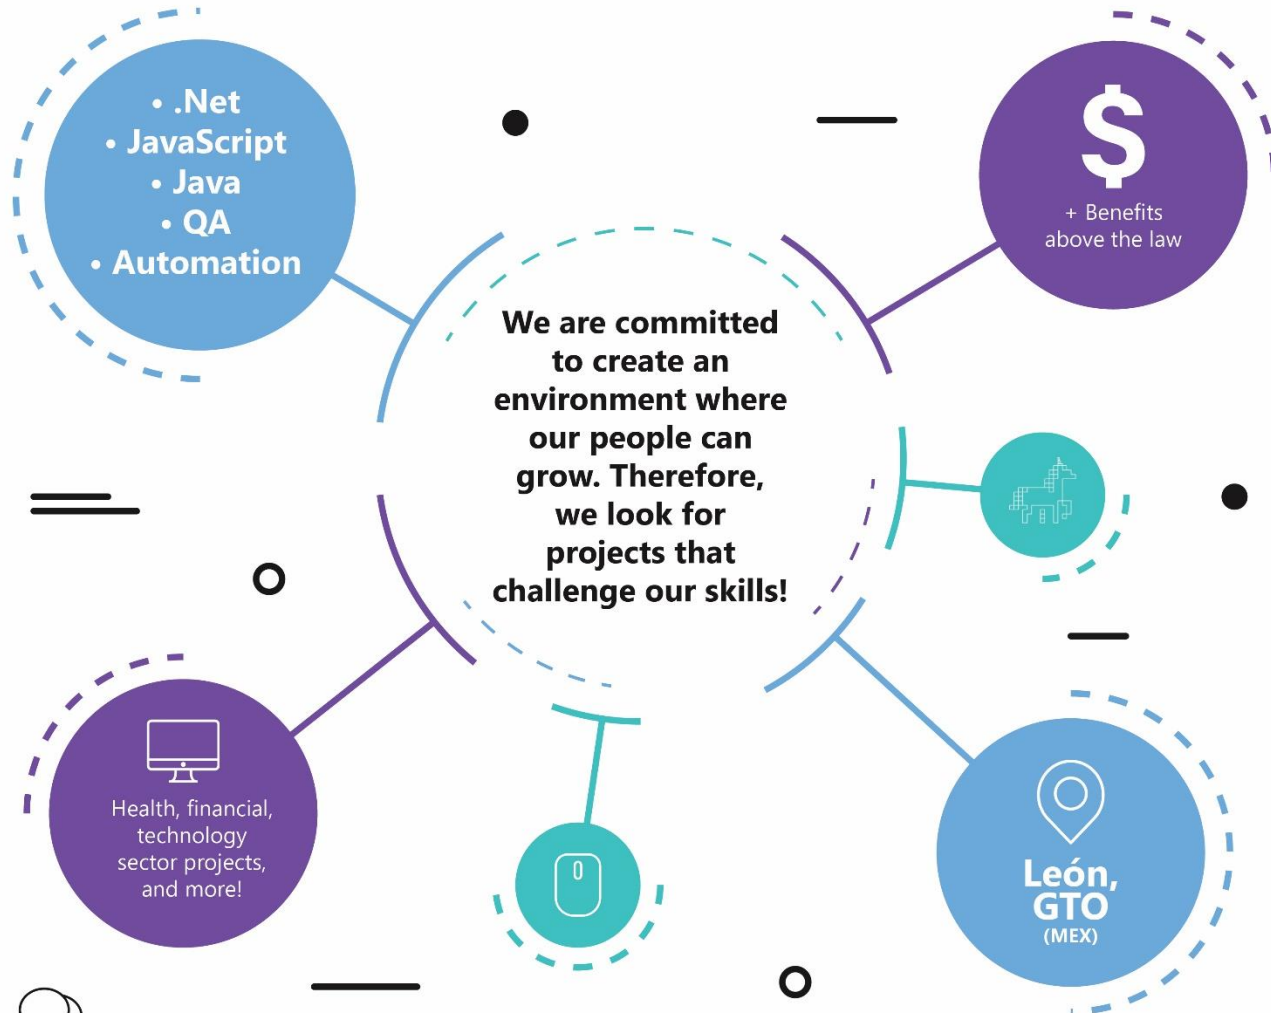 • .Net
• JavaScript
• Java
• QA
• Automation
$
+ Benefits
above the law
We are committed
to create an
environment where
our people can
grow. Therefore,
we look for
projects that
challenge our skills!
Health, financial,
technology
sector projects,
and more!
León,
GTO
(MEX)